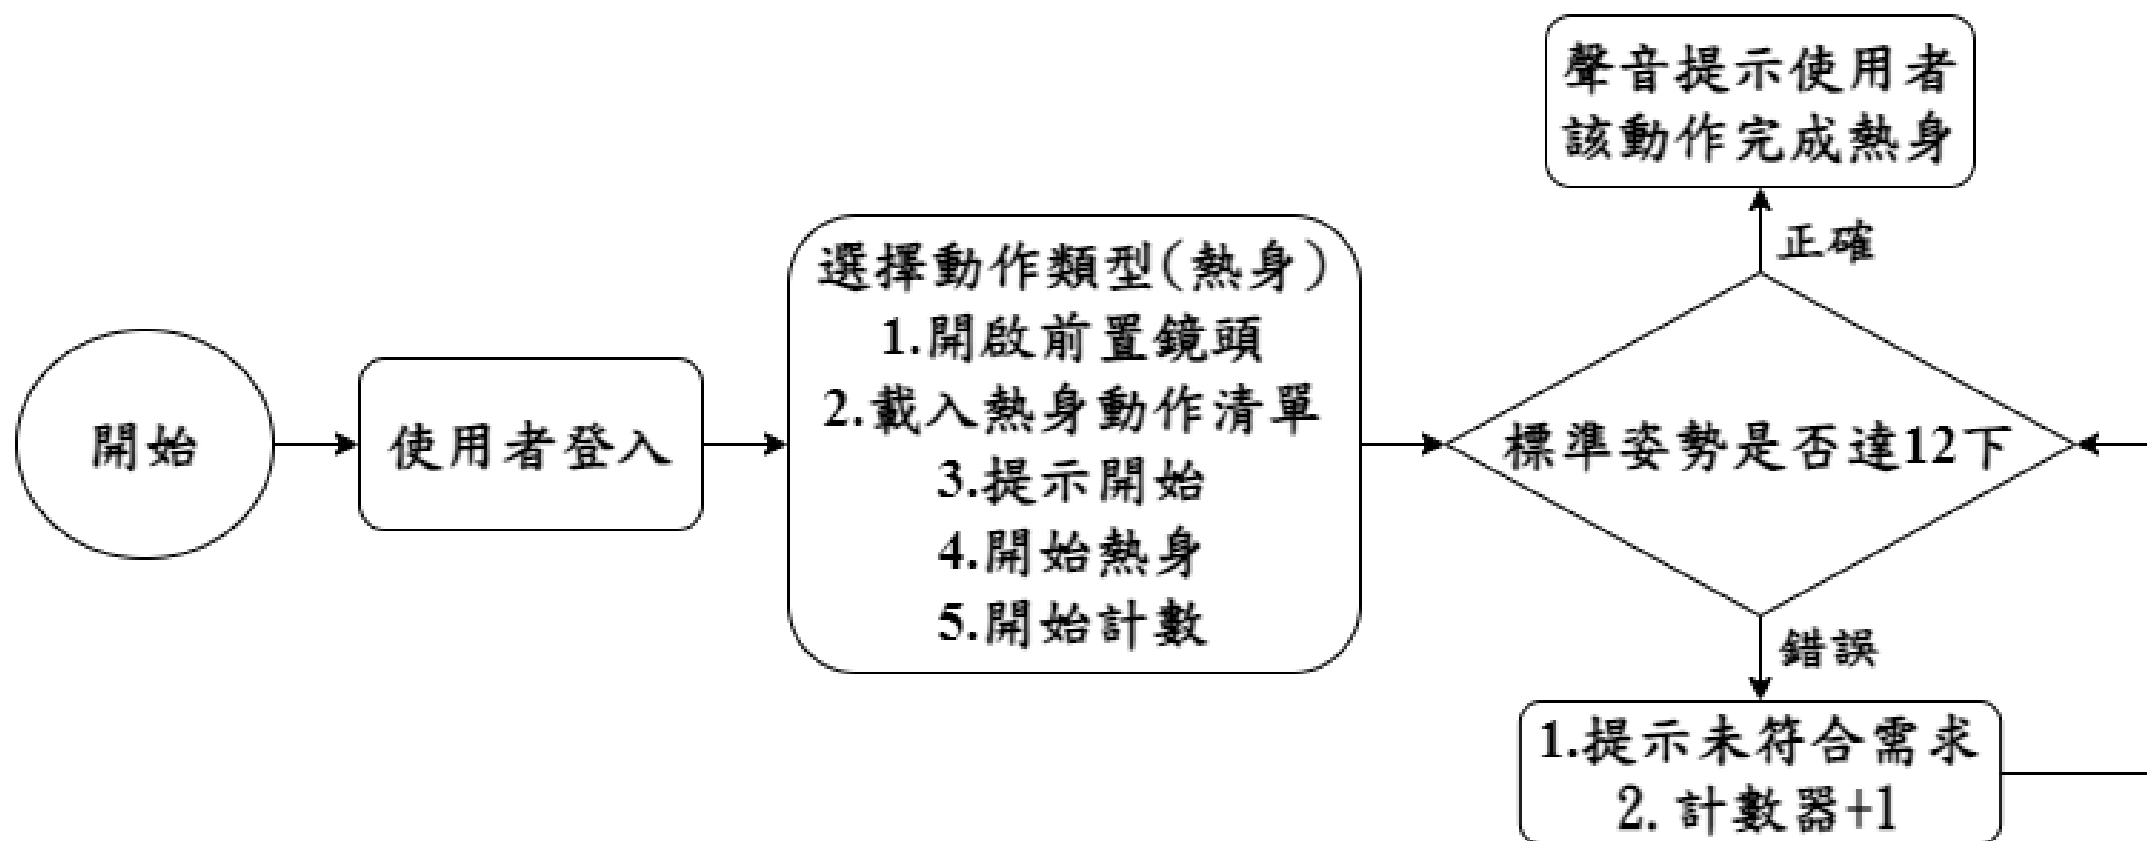 開始
使用者登入
選擇動作類型(熱身)
1.開啟前置鏡頭
2.載入熱身動作清單
3.提示開始
4.開始熱身
5.開始計數
標準姿勢是否達12下
正確
聲音提示使用者
該動作完成熱身
錯誤
1.提示未符合需求
2. 計數器+1